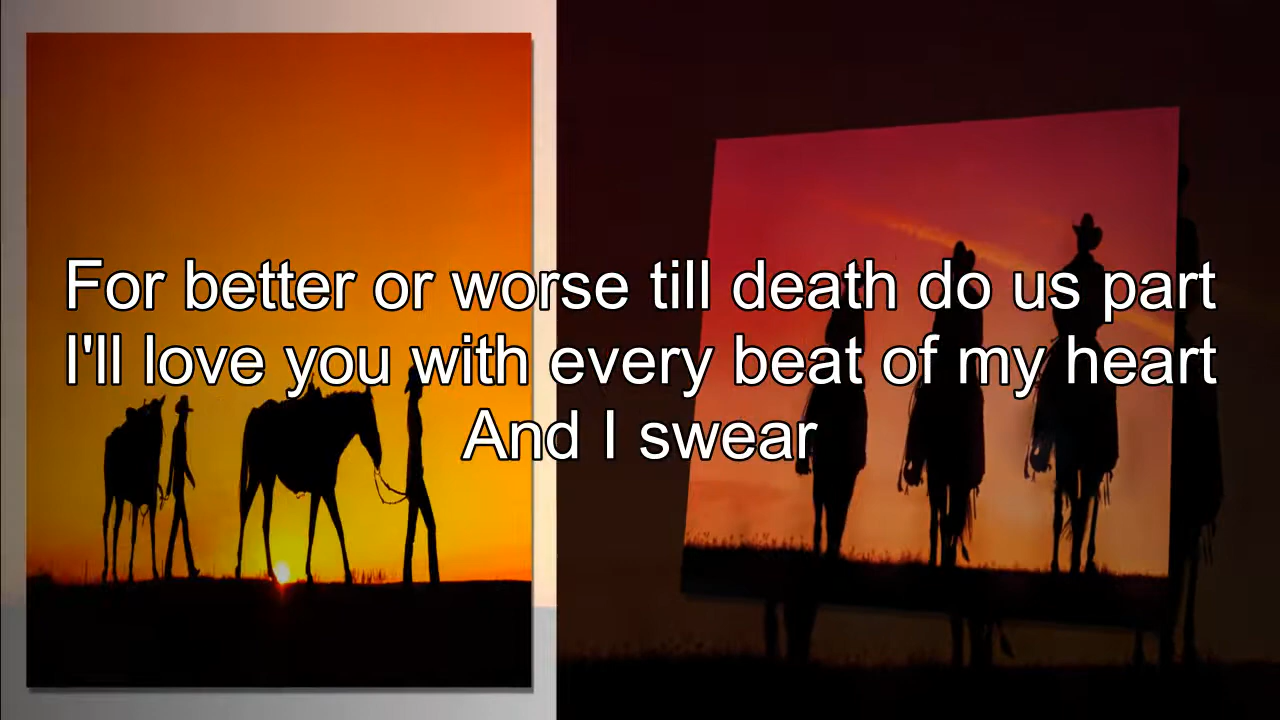 For better or worse till death do us part
I'll love you with every beat of my heart
And I swear